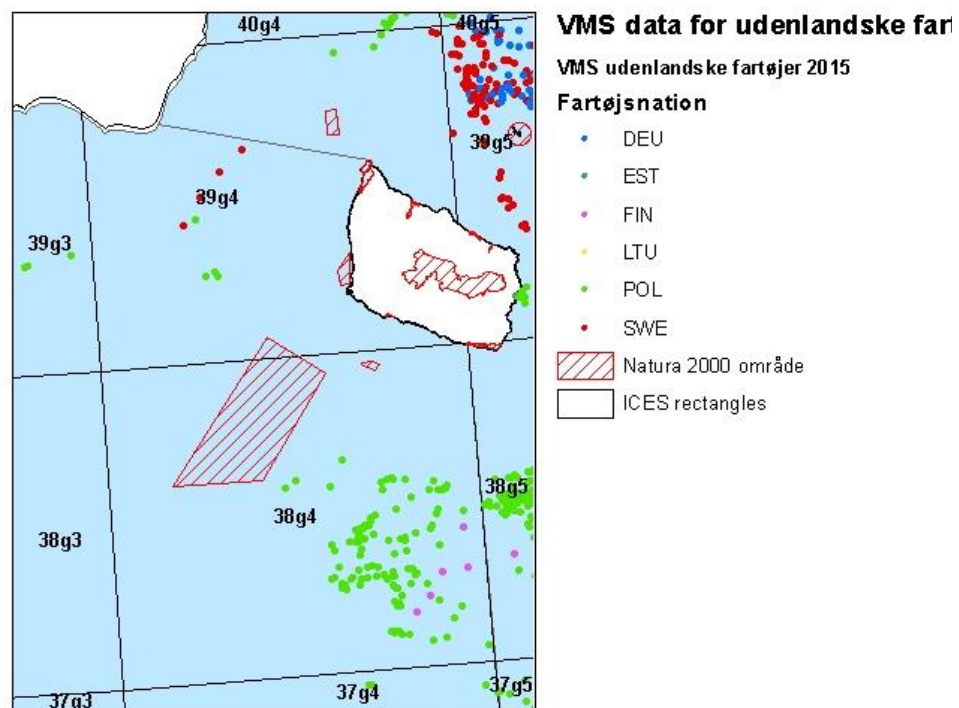 VMS data for udenlandske far
VMS udenlandske fartøjer 2015
Fartøjsnation
DEU
EST
FIN
LTU
POL
SWE
Natura 2000 område
ICES rectangles
40g4
40g5
39g5
39g4
39g3
38g5
38g4
38g3
37g4
37g5
37g3